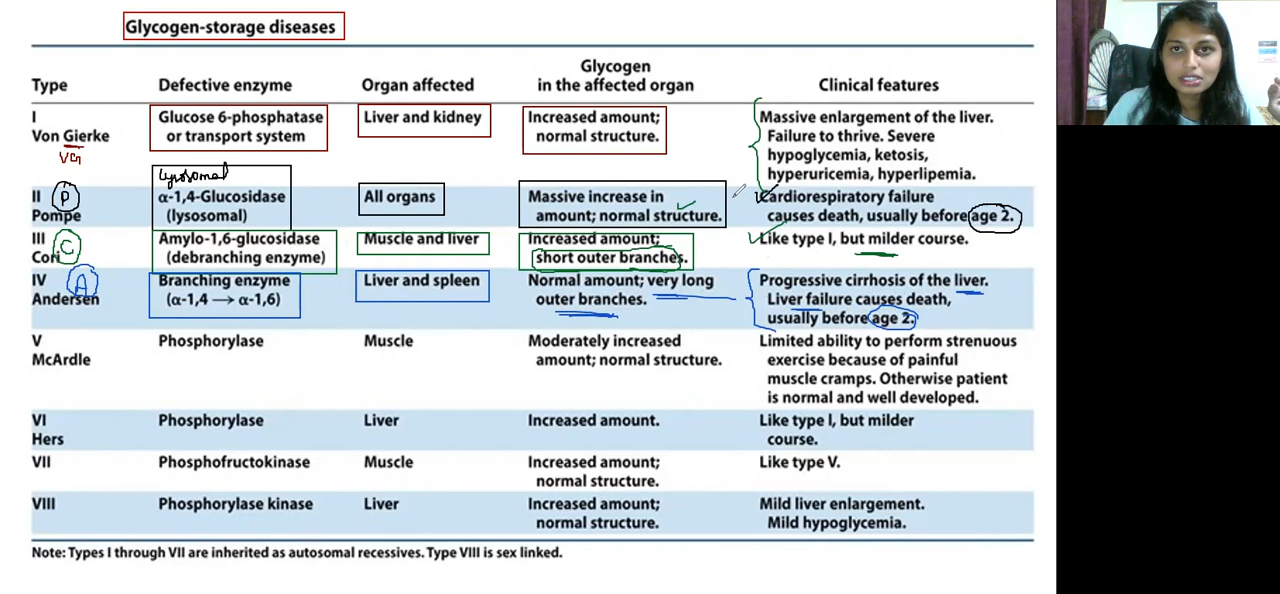 Glycogen-storage diseases
Glycogen
Type Defective enzyme Organ affected in the affected organ Clinical features
I Glucose 6-phosphatase Liver and kidney Increased amount; Massive enlargement of the liver.
Von Gierke or transport system normal structure. Failure to thrive. Severe
VG hypoglycemia, ketosis,
lysosomal hyperuricemia, hyperlipemia.
II P α-1,4-Glucosidase All organs Massive increase in Cardiorespiratory failure
Pompe (lysosomal) amount; normal structure. causes death, usually before age 2.
III C Amylo-1,6-glucosidase Muscle and liver Increased amount; Like type I, but milder course.
Cori (debranching enzyme) short outer branches.
IV A Branching enzyme Liver and spleen Normal amount; very long Progressive cirrhosis of the liver.
Andersen (α-1,4 → α-1,6) outer branches. Liver failure causes death,
usually before age 2.
V Phosphorylase Muscle Moderately increased Limited ability to perform strenuous
McArdle amount; normal structure. exercise because of painful
muscle cramps. Otherwise patient
is normal and well developed.
VI Phosphorylase Liver Increased amount. Like type I, but milder
Hers course.
VII Phosphofructokinase Muscle Increased amount; Like type V.
normal structure.
VIII Phosphorylase kinase Liver Increased amount; Mild liver enlargement.
normal structure. Mild hypoglycemia.
Note: Types I through VII are inherited as autosomal recessives. Type VIII is sex linked.